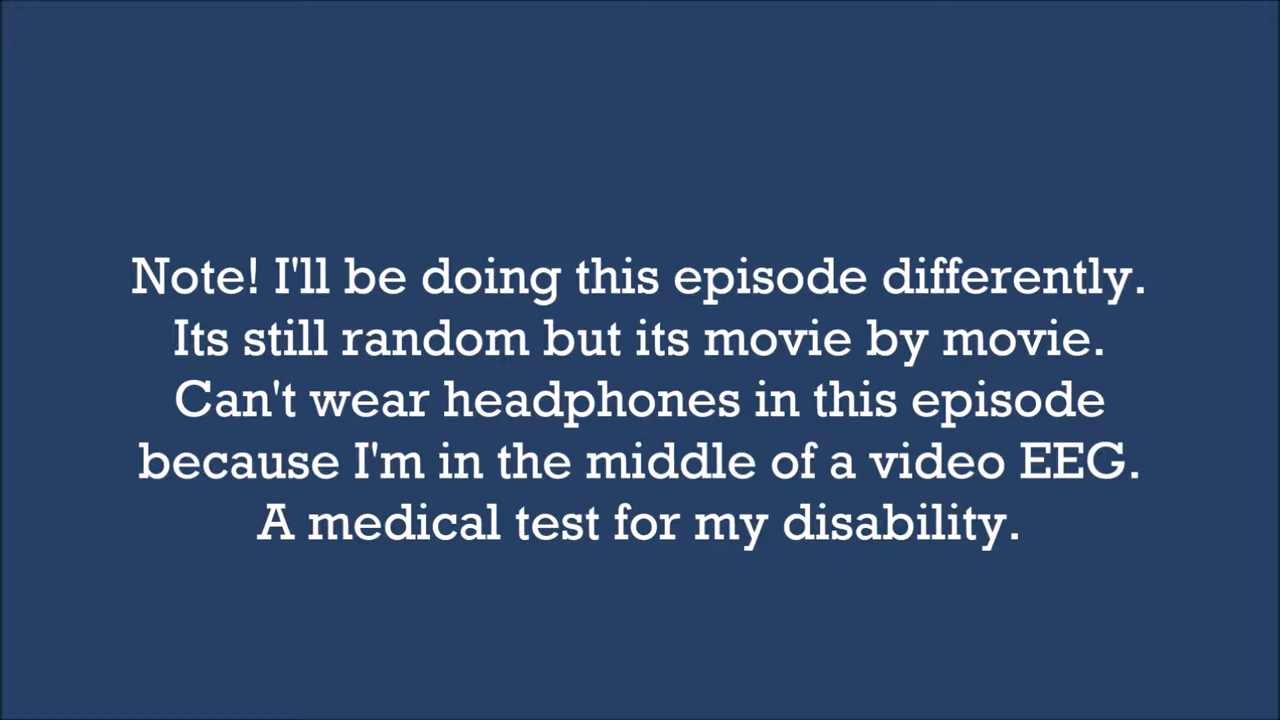 Note! I'll be doing this episode differently.
Its still random but its movie by movie.
Can't wear headphones in this episode
because I'm in the middle of a video EEG.
A medical test for my disability.